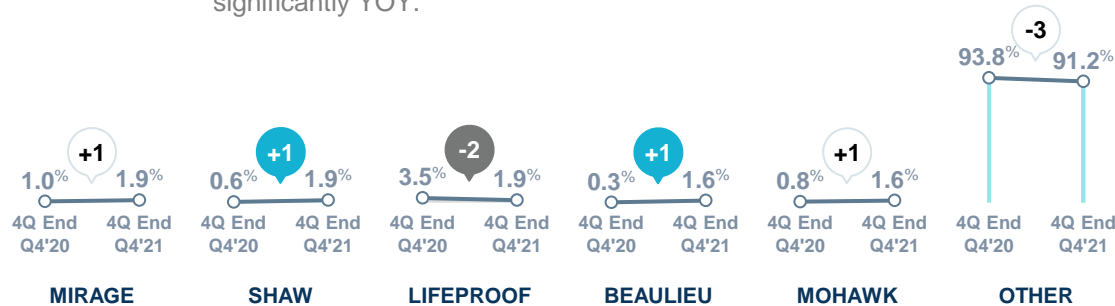 significantly YOY.
-3
93.8% 91.2%
+1 +1 -2 +1 +1
1.0% 1.9% 0.6% 1.9% 3.5% 1.9% 0.3% 1.6% 0.8% 1.6%
4Q End 4Q End 4Q End 4Q End 4Q End 4Q End 4Q End 4Q End 4Q End 4Q End 4Q End 4Q End
Q4'20 Q4'21 Q4'20 Q4'21 Q4'20 Q4'21 Q4'20 Q4'21 Q4'20 Q4'21 Q4'20 Q4'21
MIRAGE SHAW LIFEPROOF BEAULIEU MOHAWK OTHER